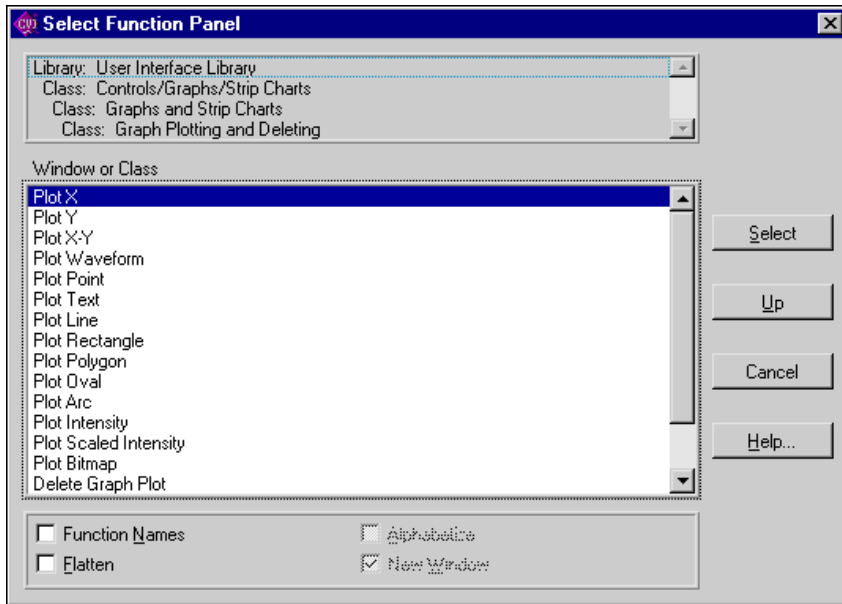 CVI Select Function Panel
Library: User Interface Library
Class: Controls/Graphs/Strip Charts
Class: Graphs and Strip Charts
Class: Graph Plotting and Deleting
Window or Class
Plot X
Plot Y
Plot X-Y
Plot Waveform
Plot Point
Plot Text
Plot Line
Plot Rectangle
Plot Polygon
Plot Oval
Plot Arc
Plot Intensity
Plot Scaled Intensity
Plot Bitmap
Delete Graph Plot
Select
Up
Cancel
Help...
Function Names
Alphabetize
Flatten
New Window